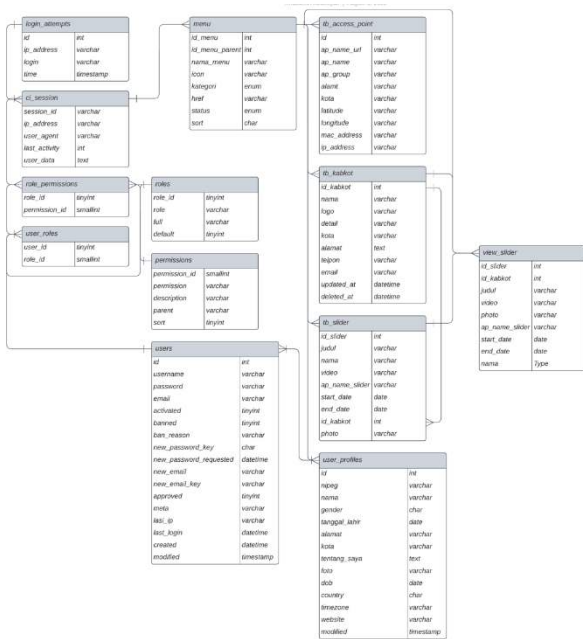 login_attempts
id int
ip_address varchar
login varchar
time timestamp
ci_session
session_id varchar
ip_address varchar
user_agent varchar
last_activity int
user_data text
role_permissions
role_id tinyint
permission_id smallint
user_roles
user_id tinyint
role_id smallint
menu
id_menu int
id_menu_parent int
nama_menu varchar
icon varchar
kategori enum
href varchar
status enum
sort char
roles
role_id tinyint
role varchar
full varchar
default tinyint
permissions
permission_id smallint
permission varchar
description varchar
parent varchar
sort tinyint
users
id int
username varchar
password varchar
email varchar
activated tinyint
banned tinyint
ban_reason varchar
new_password_key char
new_password_requested datetime
new_email varchar
new_email_key varchar
approved tinyint
meta varchar
last_ip varchar
last_login datetime
created datetime
modified timestamp
tb_access_point
id int
ap_name_url varchar
ap_name varchar
ap_group varchar
alamt varchar
kota varchar
latitude varchar
longitude varchar
mac_address varchar
ip_address varchar
tb_kabkot
id_kabkot int
nama varchar
logo varchar
detail varchar
kota varchar
alamat text
telpon varchar
email varchar
updated_at datetime
deleted_at datetime
tb_slider
id_slider int
judul varchar
nama varchar
video varchar
ap_name_slider varchar
start_date date
end_date date
id_kabkot int
photo varchar
user_profiles
id int
nipeg varchar
nama varchar
gender char
tanggal_lahir date
alamat varchar
kota varchar
tentang_saya text
foto varchar
dob date
country char
timezone varchar
website varchar
modified timestamp
view_slider
id_slider int
id_kabkot int
judul varchar
video varchar
photo varchar
ap_name_slider varchar
start_date date
end_date date
nama Type